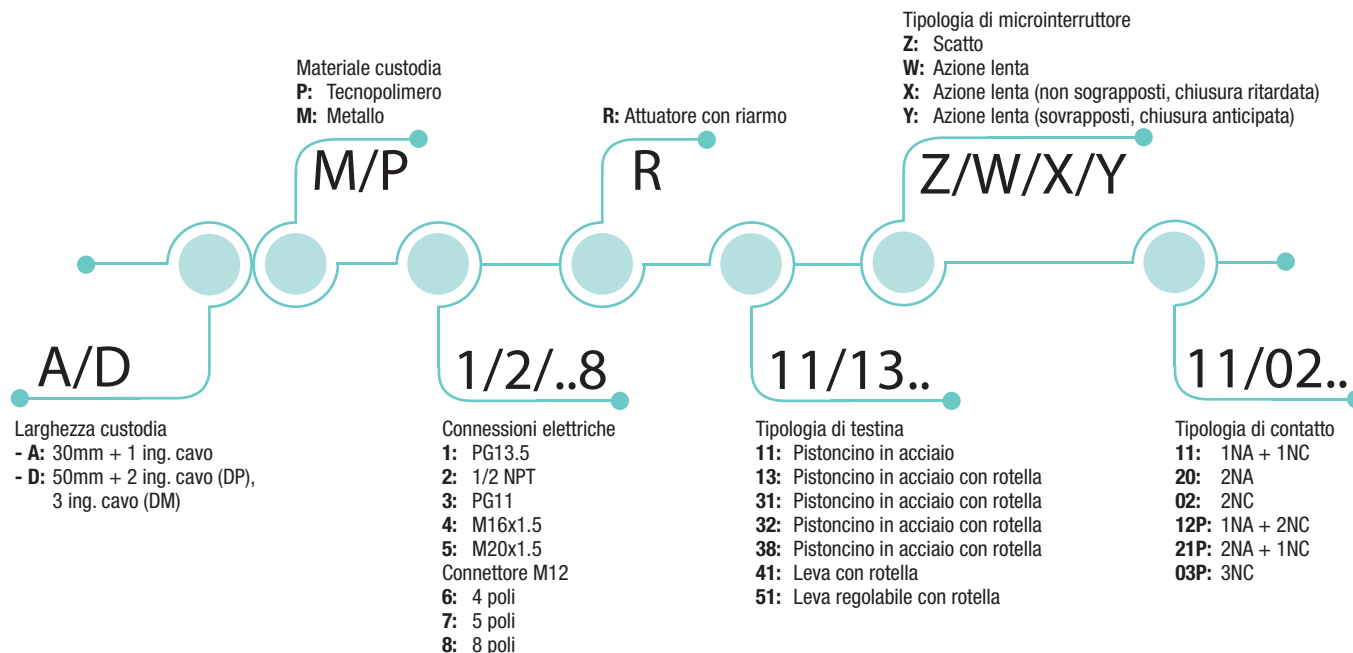 Tipologia di microinterruttore
Z: Scatto
W: Azione lenta
X: Azione lenta (non sograpposti, chiusura ritardata)
Y: Azione lenta (sovrapposti, chiusura anticipata)
Materiale custodia
P: Tecnopolimero
M: Metallo
R: Attuatore con riarmo
M/P
R
Z/W/X/Y
A/D
1/2/..8
11/13..
11/02..
Larghezza custodia
- A: 30mm + 1 ing. cavo
- D: 50mm + 2 ing. cavo (DP),
3 ing. cavo (DM)
Connessioni elettriche
1: PG13.5
2: 1/2 NPT
3: PG11
4: M16x1.5
5: M20x1.5
Connettore M12
6: 4 poli
7: 5 poli
8: 8 poli
Tipologia di testina
11: Pistoncino in acciaio
13: Pistoncino in acciaio con rotella
31: Pistoncino in acciaio con rotella
32: Pistoncino in acciaio con rotella
38: Pistoncino in acciaio con rotella
41: Leva con rotella
51: Leva regolabile con rotella
Tipologia di contatto
11: 1NA + 1NC
20: 2NA
02: 2NC
12P: 1NA + 2NC
21P: 2NA + 1NC
03P: 3NC